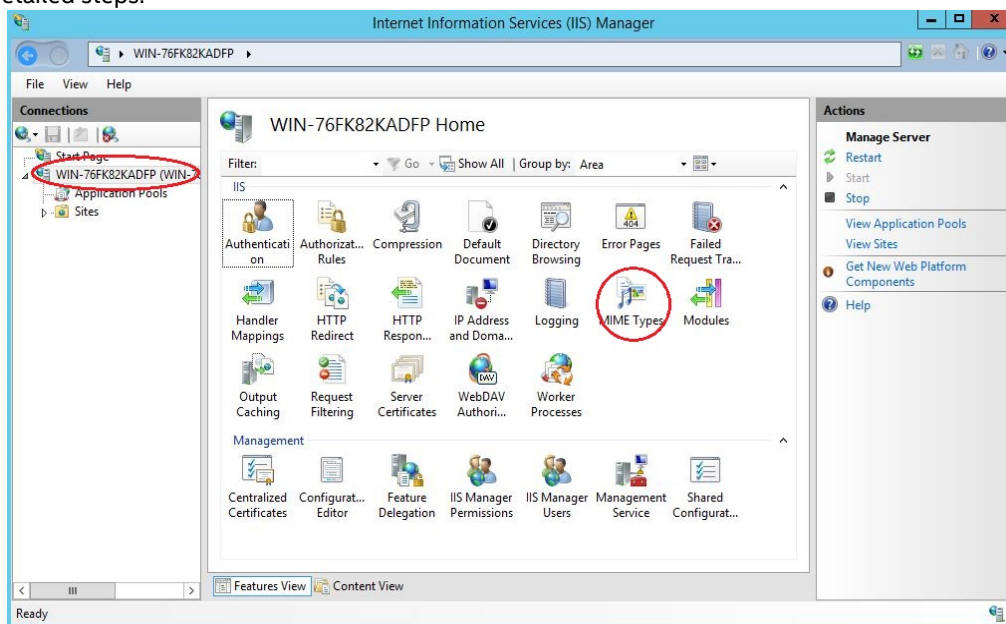 etailed steps.
Internet Information Services (IIS) Manager
WIN-76FK82KADFP
File View Help
Connections
Start Page
WIN-76FK82KADFP (WIN-7
Application Pools
Sites
WIN-76FK82KADFP Home
Filter: Go Show All Group by: Area
IIS
Authenticati
on
Authorizat...
Rules
Compression
Default
Document
Directory
Browsing
Error Pages
404
Failed
Request Tra...
Handler
Mappings
HTTP
Redirect
HTTP
Respon...
IP Address
and Doma...
Logging
MIME Types
Modules
Output
Caching
Request
Filtering
Server
Certificates
DAV
WebDAV
Authori...
Worker
Processes
Management
Centralized
Certificates
Configurat...
Editor
Feature
Delegation
IIS Manager
Permissions
IIS Manager
Users
Management
Service
Shared
Configurat...
Features View Content View
Actions
Manage Server
Restart
Start
Stop
View Application Pools
View Sites
Get New Web Platform
Components
Help
Ready